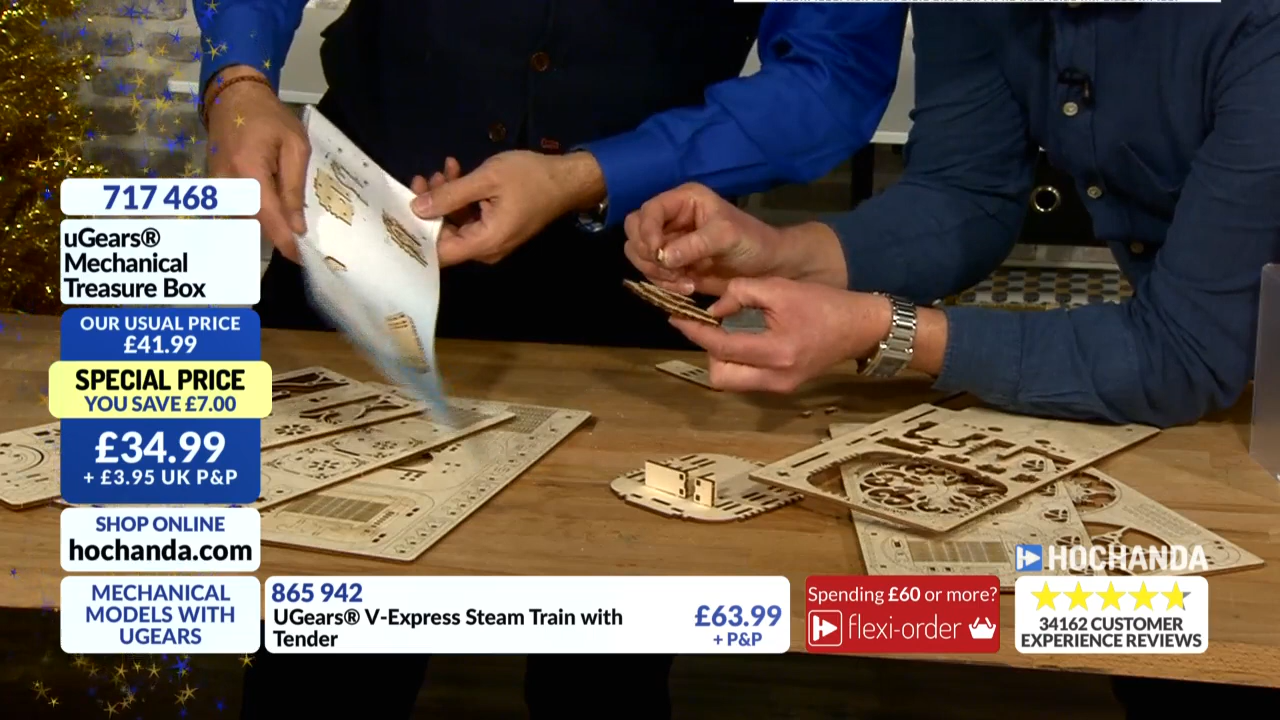 717 468
uGears®
Mechanical
Treasure Box
OUR USUAL PRICE
£41.99
SPECIAL PRICE
YOU SAVE £7.00
£34.99
+ £3.95 UK P&P
SHOP ONLINE
hochanda.com
MECHANICAL
MODELS WITH
UGEARS
865 942
UGears® V-Express Steam Train with
Tender
£63.99
+ P&P
Spending £60 or more?
flexi-order
HOCHANDA
34162 CUSTOMER
EXPERIENCE REVIEWS